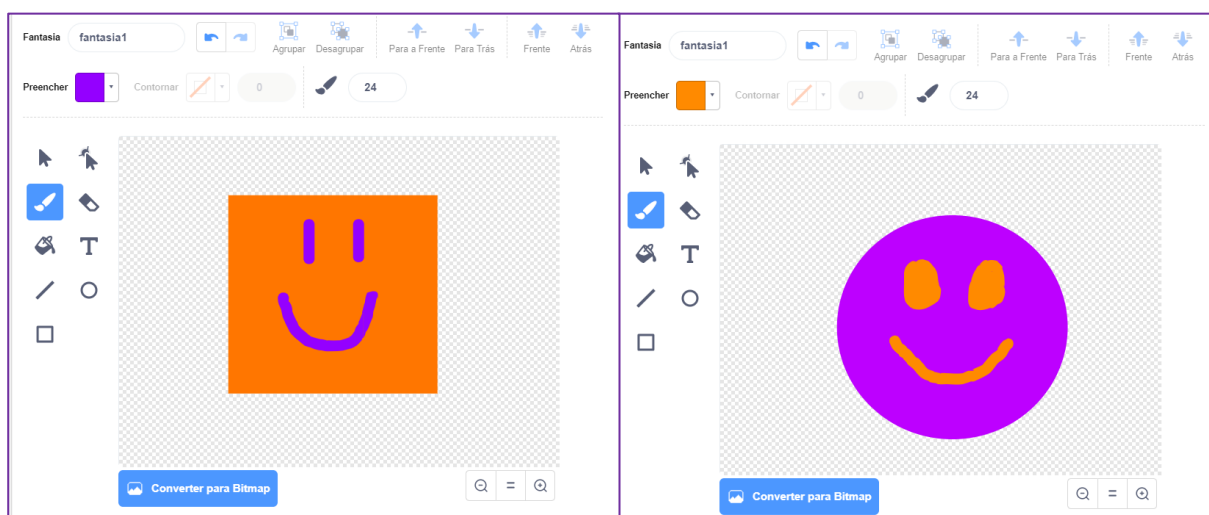 Fantasia fantasia1
Agrupar Desagrupar Para a Frente Para Trás Frente Atrás
Preencher Contornar 0 24
T
Converter para Bitmap
Fantasia fantasia1
Agrupar Desagrupar Para a Frente Para Trás Frente Atrás
Preencher Contornar 0 24
T
Converter para Bitmap